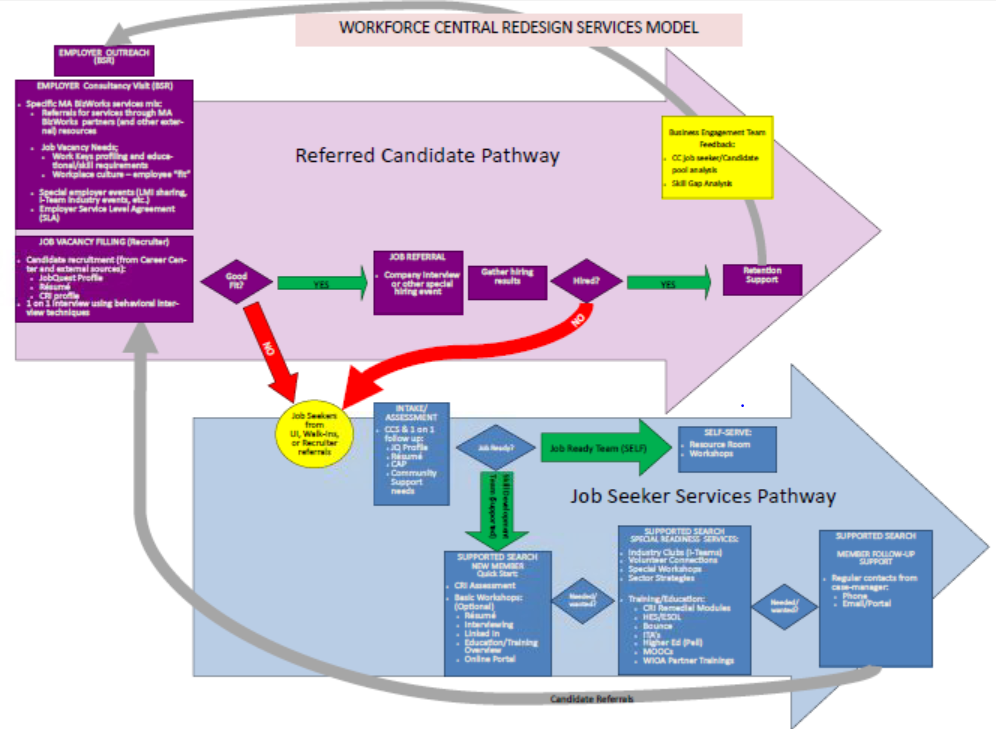 WORKFORCE CENTRAL REDESIGN SERVICES MODEL
EMPLOYER OUTREACH
(BSR)
EMPLOYER Consultancy Visit (BSR)
Specific MA BizWorks services mix:
Referrals for services through MA
BizWorks partners (and other exter-
nal) resources
Job Vacancy Needs;
Work Keys profiling and educa-
tional/skill requirements
Workplace culture – employee "fit"
Special employer events (LMI sharing,
I-Team Industry events, etc.)
Employer Service Level Agreement
(SLA)
JOB VACANCY FILLING (Recruiter)
Candidate recruitment (from Career Cen-
ter and external sources):
JobQuest Profile
Résumé
CRI profile
1 on 1 interview using behavioral inter-
view techniques
Referred Candidate Pathway
Business Engagement Team
Feedback:
CC job seeker/Candidate
pool analysis
Skill Gap Analysis
Good
Fit?
YES
JOB REFERRAL
Company interview
or other special
hiring event
Gather hiring
results
Hired?
YES
Retention
Support
NO
NO
Job Seekers
from
UI, Walk-ins,
or Recruiter
referrals
INTAKE/
ASSESSMENT
CCS & 1 on 1
follow up:
JQ Profile
Résumé
CAP
Community
Support
needs
Job Ready?
Job Ready Team (SELF)
SELF-SERVE:
Resource Room
Workshops
Job Seeker Services Pathway
Skill Development
Team (Supported)
SUPPORTED SEARCH
NEW MEMBER
Quick Start:
CRI Assessment
Basic Workshops:
(Optional)
Résumé
Interviewing
Linked In
Education/Training
Overview
Online Portal
Needed/
wanted?
SUPPORTED SEARCH
SPECIAL READINESS SERVICES:
Industry Clubs (I-Teams)
Volunteer Connections
Special Workshops
Sector Strategies
Training/Education:
CRI Remedial Modules
HES/ESOL
Bounce
ITA's
Higher Ed (Pell)
MOOCs
WIOA Partner Trainings
Needed/
wanted?
SUPPORTED SEARCH
MEMBER FOLLOW-UP
SUPPORT
Regular contacts from
case-manager:
Phone
Email/Portal
Candidate Referrals